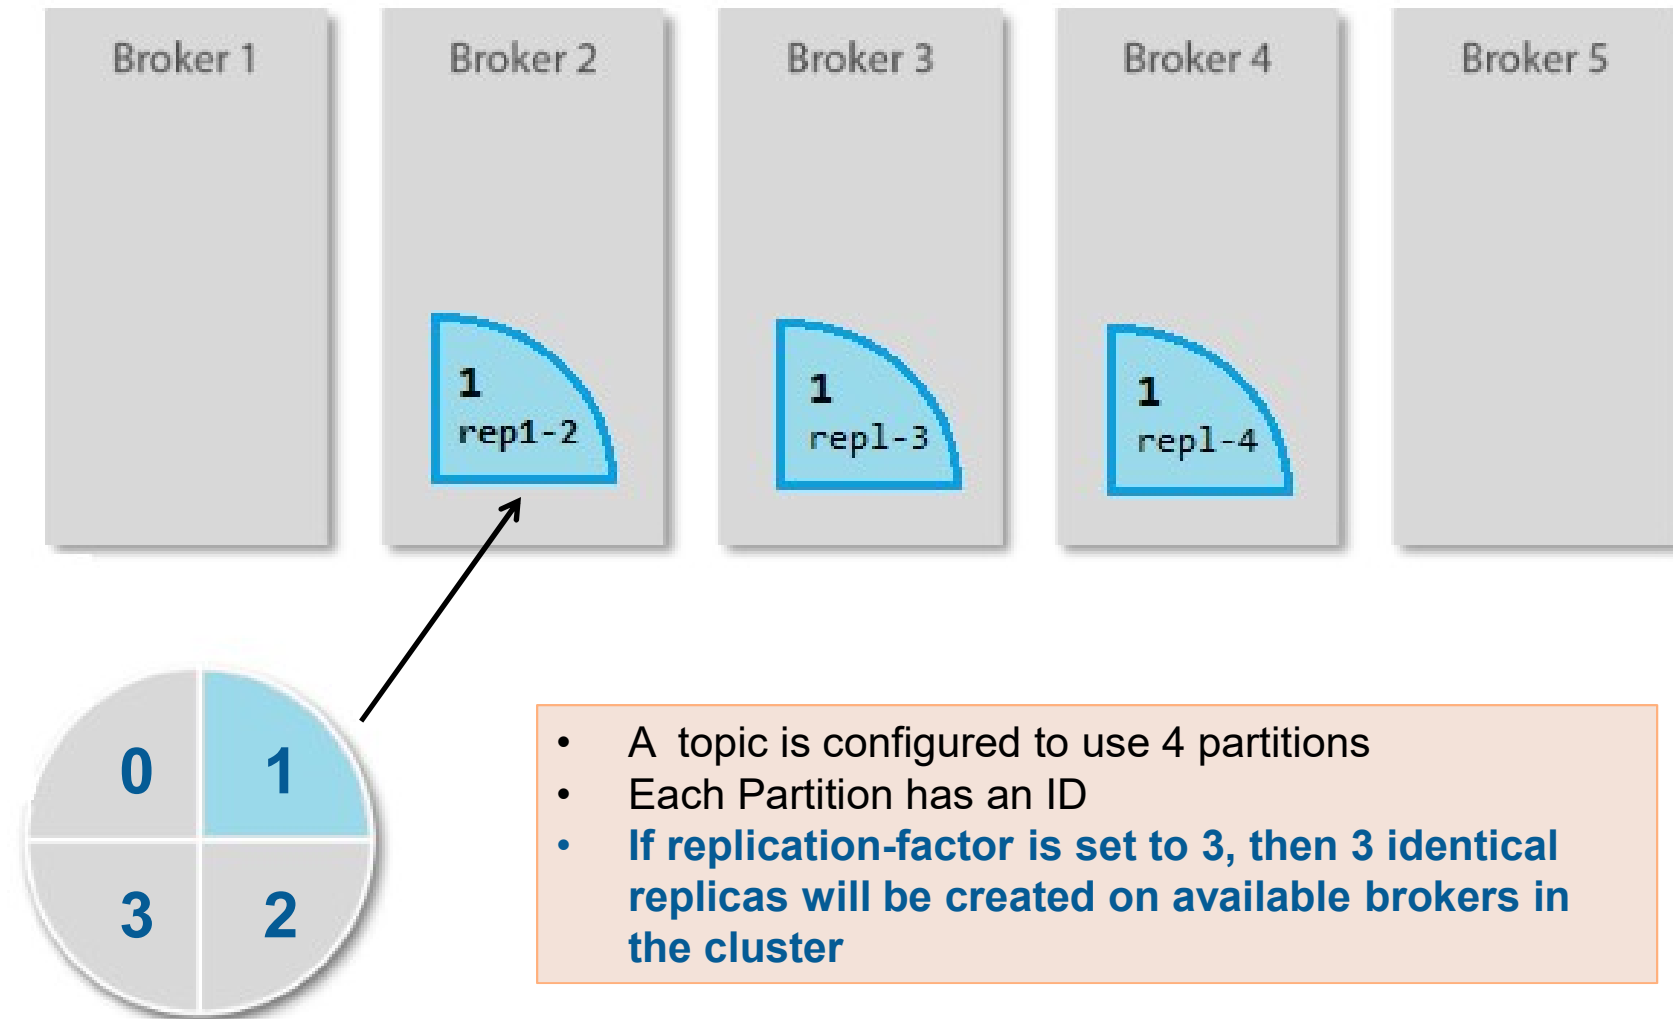 Broker 1
Broker 2
Broker 3
Broker 4
Broker 5
1
rep1-2
1
repl-3
1
repl-4
0
1
3
2
• A  topic is configured to use 4 partitions
• Each Partition has an ID
• If replication-factor is set to 3, then 3 identical
replicas will be created on available brokers in
the cluster